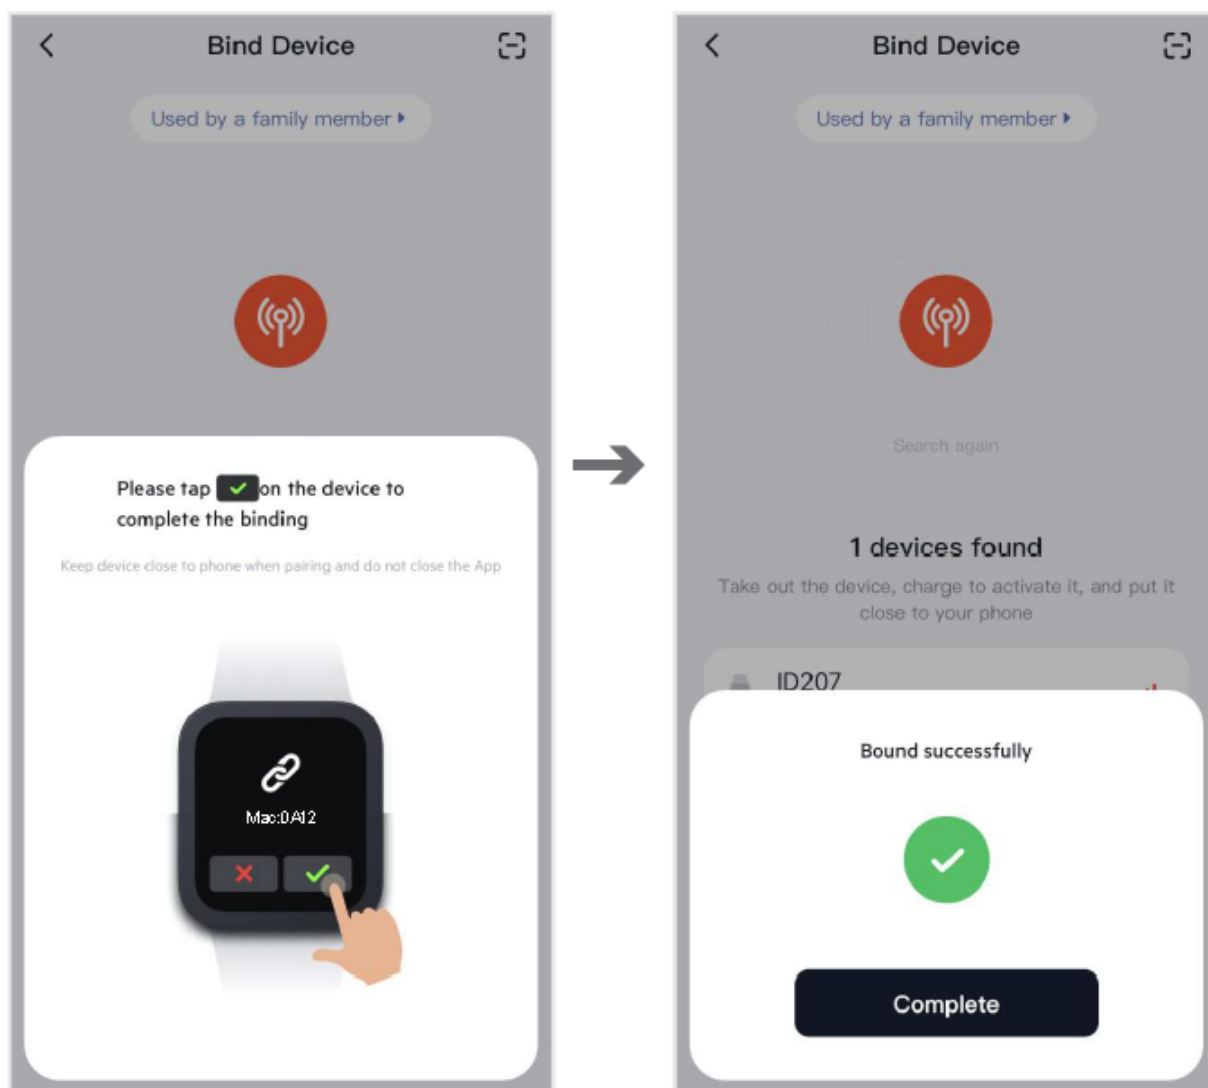 Bind Device
Used by a family member
Please tap on the device to
complete the binding
Keep device close to phone when pairing and do not close the App
Mac:0A12
Bind Device
Used by a family member
Search again
1 devices found
Take out the device, charge to activate it, and put it
close to your phone
ID207
Bound successfully
Complete